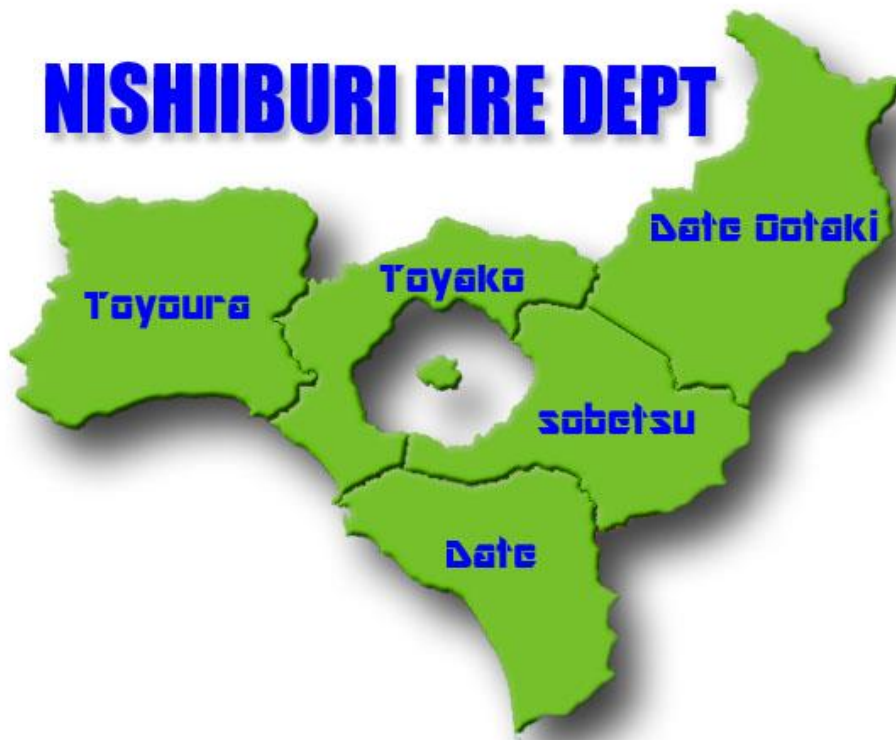 NISHIIBURI FIRE DEPT
Date Ootaki
Toyako
Toyoura
sobetsu
Date